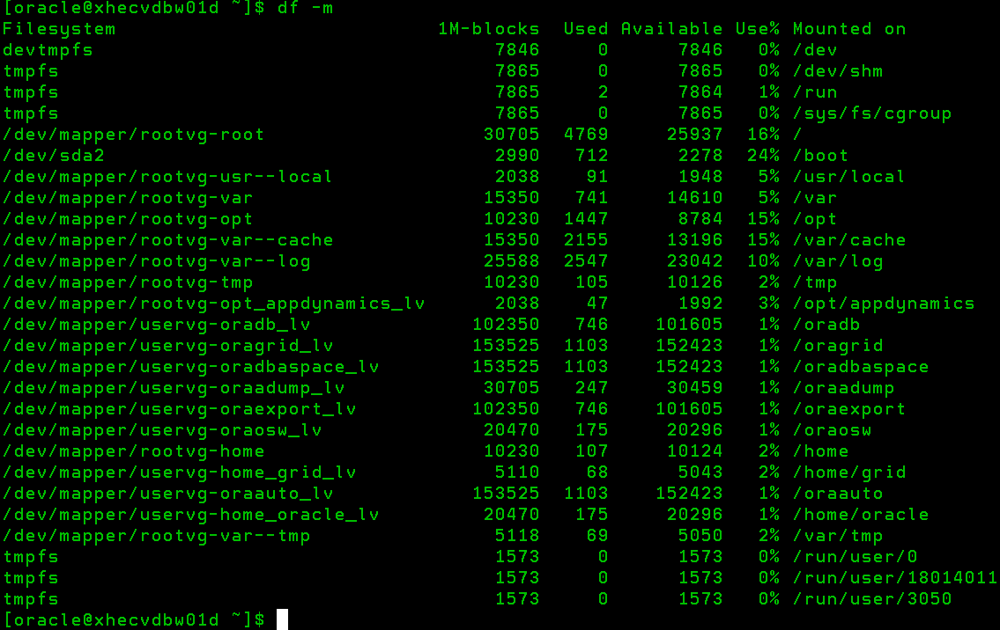 [oracle@xhecvdbw01d ~]$ df -m
Filesystem 1M-blocks Used Available Use% Mounted on
devtmpfs 7846 0 7846 0% /dev
tmpfs 7865 0 7865 0% /dev/shm
tmpfs 7865 2 7864 1% /run
tmpfs 7865 0 7865 0% /sys/fs/cgroup
/dev/mapper/rootvg-root 30705 4769 25937 16% /
/dev/sda2 2990 712 2278 24% /boot
/dev/mapper/rootvg-usr--local 2038 91 1948 5% /usr/local
/dev/mapper/rootvg-var 15350 741 14610 5% /var
/dev/mapper/rootvg-opt 10230 1447 8784 15% /opt
/dev/mapper/rootvg-var--cache 15350 2155 13196 15% /var/cache
/dev/mapper/rootvg-var--log 25588 2547 23042 10% /var/log
/dev/mapper/rootvg-tmp 10230 105 10126 2% /tmp
/dev/mapper/rootvg-opt_appdynamics_lv 2038 47 1992 3% /opt/appdynamics
/dev/mapper/uservg-oradb_lv 102350 746 101605 1% /oradb
/dev/mapper/uservg-oragrid_lv 153525 1103 152423 1% /oragrid
/dev/mapper/uservg-oradbaspace_lv 153525 1103 152423 1% /oradbaspace
/dev/mapper/uservg-oraadump_lv 30705 247 30459 1% /oraadump
/dev/mapper/uservg-oraexport_lv 102350 746 101605 1% /oraexport
/dev/mapper/uservg-oraosw_lv 20470 175 20296 1% /oraosw
/dev/mapper/rootvg-home 10230 107 10124 2% /home
/dev/mapper/uservg-home_grid_lv 5110 68 5043 2% /home/grid
/dev/mapper/uservg-oraauto_lv 153525 1103 152423 1% /oraauto
/dev/mapper/uservg-home_oracle_lv 20470 175 20296 1% /home/oracle
/dev/mapper/rootvg-var--tmp 5118 69 5050 2% /var/tmp
tmpfs 1573 0 1573 0% /run/user/0
tmpfs 1573 0 1573 0% /run/user/18014011
tmpfs 1573 0 1573 0% /run/user/3050
[oracle@xhecvdbw01d ~]$